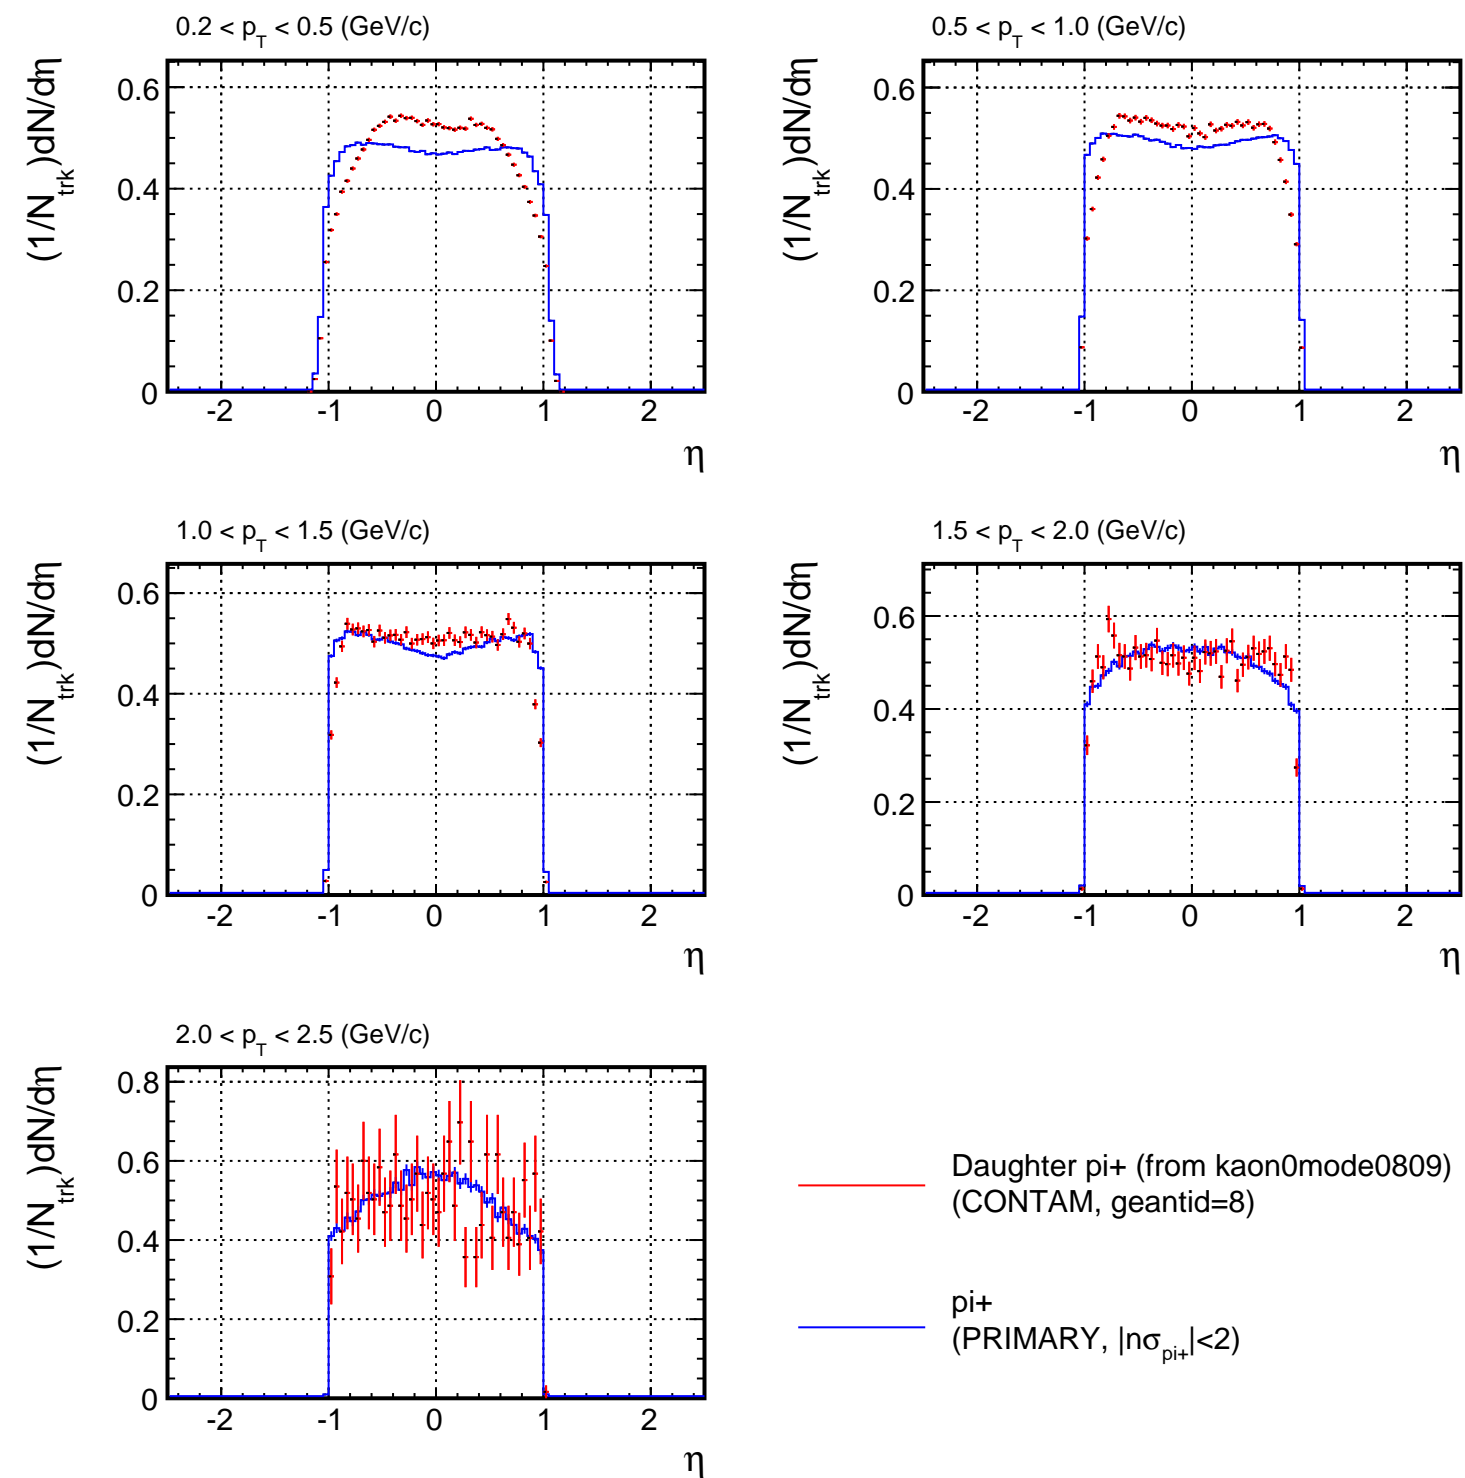 0.2 < p_T < 0.5 (GeV/c)
(1/N_trk)dN/dη
0.6
0.4
0.2
0
-2 -1 0 1 2
η
0.5 < p_T < 1.0 (GeV/c)
(1/N_trk)dN/dη
0.6
0.4
0.2
0
-2 -1 0 1 2
η
1.0 < p_T < 1.5 (GeV/c)
(1/N_trk)dN/dη
0.6
0.4
0.2
0
-2 -1 0 1 2
η
1.5 < p_T < 2.0 (GeV/c)
(1/N_trk)dN/dη
0.6
0.4
0.2
0
-2 -1 0 1 2
η
2.0 < p_T < 2.5 (GeV/c)
(1/N_trk)dN/dη
0.8
0.6
0.4
0.2
0
-2 -1 0 1 2
η
Daughter pi+ (from kaon0mode0809)
(CONTAM, geantid=8)
pi+
(PRIMARY, |nσ_pi+|<2)